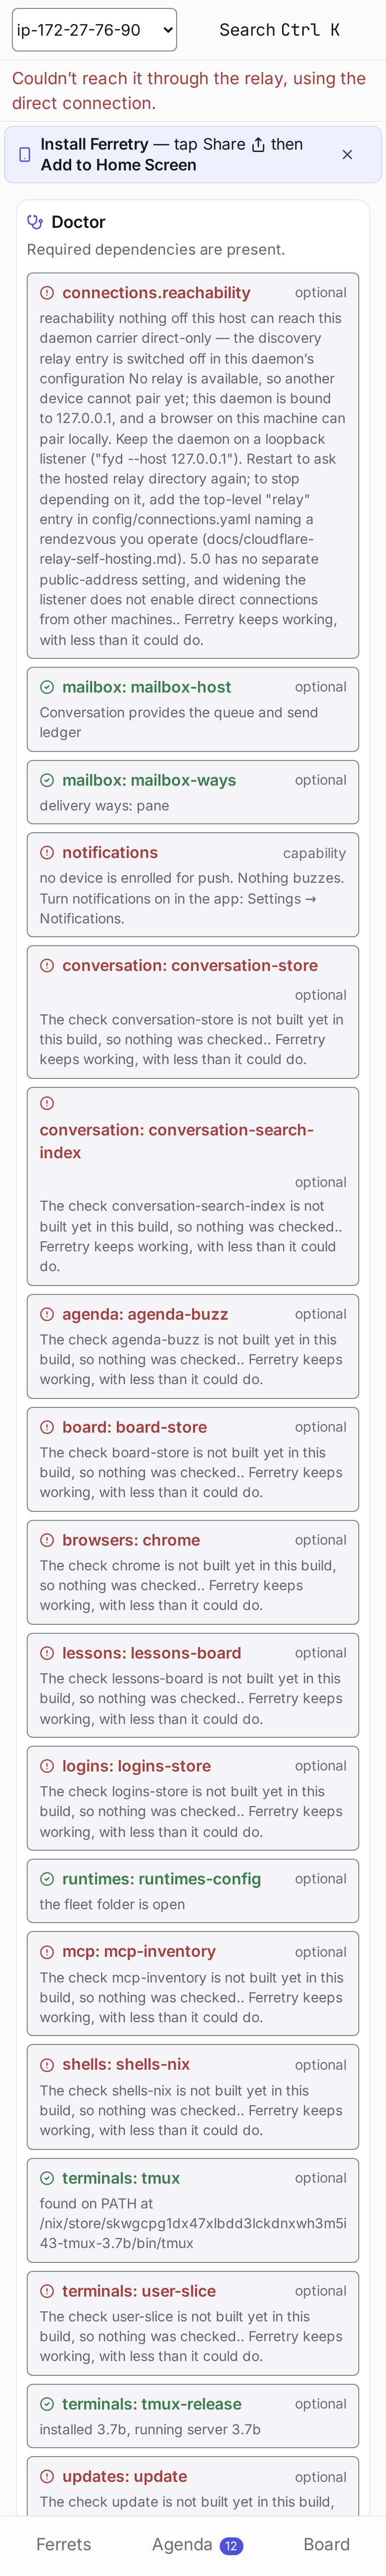 ip-172-27-76-90
Search Ctrl K
Couldn’t reach it through the relay, using the
direct connection.
Install Ferretry — tap Share then
Add to Home Screen
Doctor
Required dependencies are present.
connections.reachability optional
reachability nothing off this host can reach this
daemon carrier direct-only — the discovery
relay entry is switched off in this daemon’s
configuration No relay is available, so another
device cannot pair yet; this daemon is bound
to 127.0.0.1, and a browser on this machine can
pair locally. Keep the daemon on a loopback
listener ("fyd --host 127.0.0.1"). Restart to ask
the hosted relay directory again; to stop
depending on it, add the top-level "relay"
entry in config/connections.yaml naming a
rendezvous you operate (docs/cloudflare-
relay-self-hosting.md). 5.0 has no separate
public-address setting, and widening the
listener does not enable direct connections
from other machines.. Ferretry keeps working,
with less than it could do.
mailbox: mailbox-host optional
Conversation provides the queue and send
ledger
mailbox: mailbox-ways optional
delivery ways: pane
notifications capability
no device is enrolled for push. Nothing buzzes.
Turn notifications on in the app: Settings →
Notifications.
conversation: conversation-store
optional
The check conversation-store is not built yet in
this build, so nothing was checked.. Ferretry
keeps working, with less than it could do.
conversation: conversation-search-
index
optional
The check conversation-search-index is not
built yet in this build, so nothing was checked..
Ferretry keeps working, with less than it could
do.
agenda: agenda-buzz optional
The check agenda-buzz is not built yet in this
build, so nothing was checked.. Ferretry keeps
working, with less than it could do.
board: board-store optional
The check board-store is not built yet in this
build, so nothing was checked.. Ferretry keeps
working, with less than it could do.
browsers: chrome optional
The check chrome is not built yet in this build,
so nothing was checked.. Ferretry keeps
working, with less than it could do.
lessons: lessons-board optional
The check lessons-board is not built yet in this
build, so nothing was checked.. Ferretry keeps
working, with less than it could do.
logins: logins-store optional
The check logins-store is not built yet in this
build, so nothing was checked.. Ferretry keeps
working, with less than it could do.
runtimes: runtimes-config optional
the fleet folder is open
mcp: mcp-inventory optional
The check mcp-inventory is not built yet in this
build, so nothing was checked.. Ferretry keeps
working, with less than it could do.
shells: shells-nix optional
The check shells-nix is not built yet in this
build, so nothing was checked.. Ferretry keeps
working, with less than it could do.
terminals: tmux optional
found on PATH at
/nix/store/skwgcpg1dx47xlbdd3lckdnxwh3m5i
43-tmux-3.7b/bin/tmux
terminals: user-slice optional
The check user-slice is not built yet in this
build, so nothing was checked.. Ferretry keeps
working, with less than it could do.
terminals: tmux-release optional
installed 3.7b, running server 3.7b
updates: update optional
The check update is not built yet in this build,
Ferrets
Agenda 12
Board